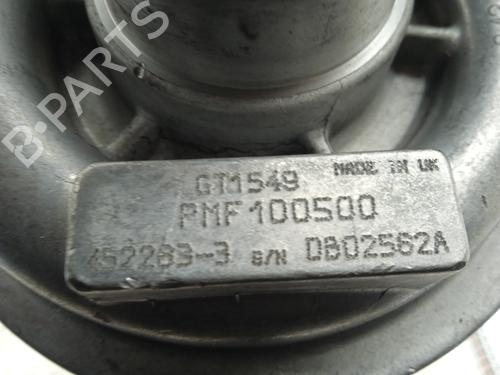 B-PARTS
GT1549 MADE IN UK
PMF100500
452283-3 S/N DB02562A